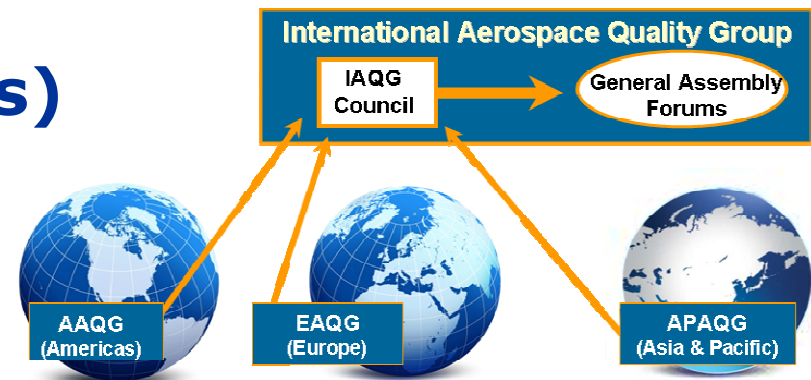 International Aerospace Quality Group
s)
IAQG
Council
General Assembly
Forums
AAQG
(Americas)
EAQG
(Europe)
APAQG
(Asia & Pacific)